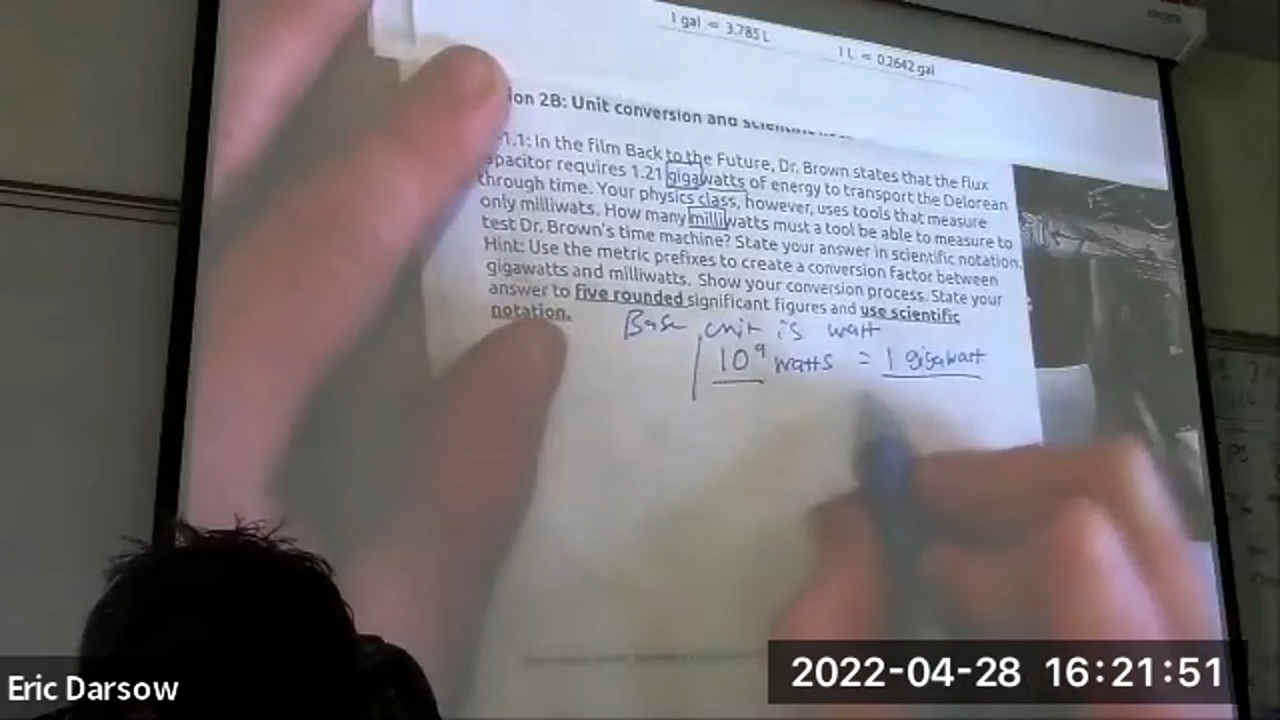 1 gal = 3.785 L
1 L = 0.2642 gal
ion 2B: Unit conversion and
1.1: In the film Back to the Future, Dr. Brown states that the flux
apacitor requires 1.21 gigawatts of energy to transport the Delorean
through time. Your physics class, however, uses tools that measure
only milliwats. How many milliwatts must a tool be able to measure to
test Dr. Brown's time machine? State your answer in scientific notation.
Hint: Use the metric prefixes to create a conversion factor between
gigawatts and milliwatts. Show your conversion process. State your
answer to five rounded significant figures and use scientific
notation.
Base unit is watt
10⁹ watts = 1 gigawatt
Eric Darsow
2022-04-28 16:21:51